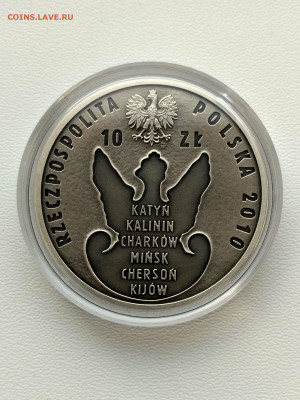 COINS.LAVE.RU
RZECZPOSPOLITA POLSKA 2010
10 ZŁ
KATYŃ
KALININ
CHARKÓW
MIŃSK
CHERSOŃ
KIJÓW